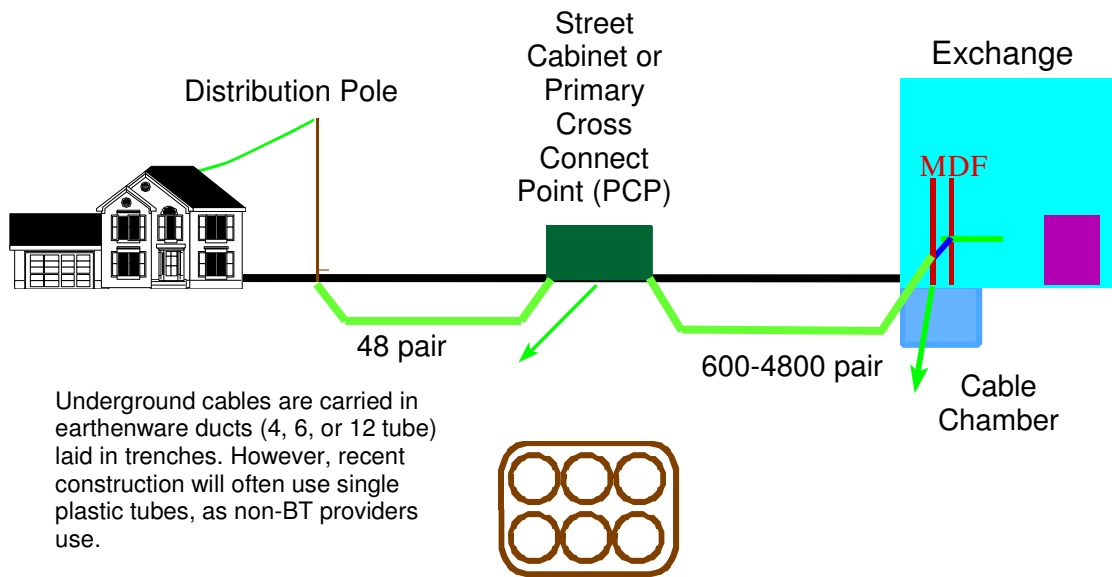 Distribution Pole
Street
Cabinet or
Primary
Cross
Connect
Point (PCP)
Exchange
MDF
48 pair
600-4800 pair
Cable
Chamber
Underground cables are carried in
earthenware ducts (4, 6, or 12 tube)
laid in trenches. However, recent
construction will often use single
plastic tubes, as non-BT providers
use.